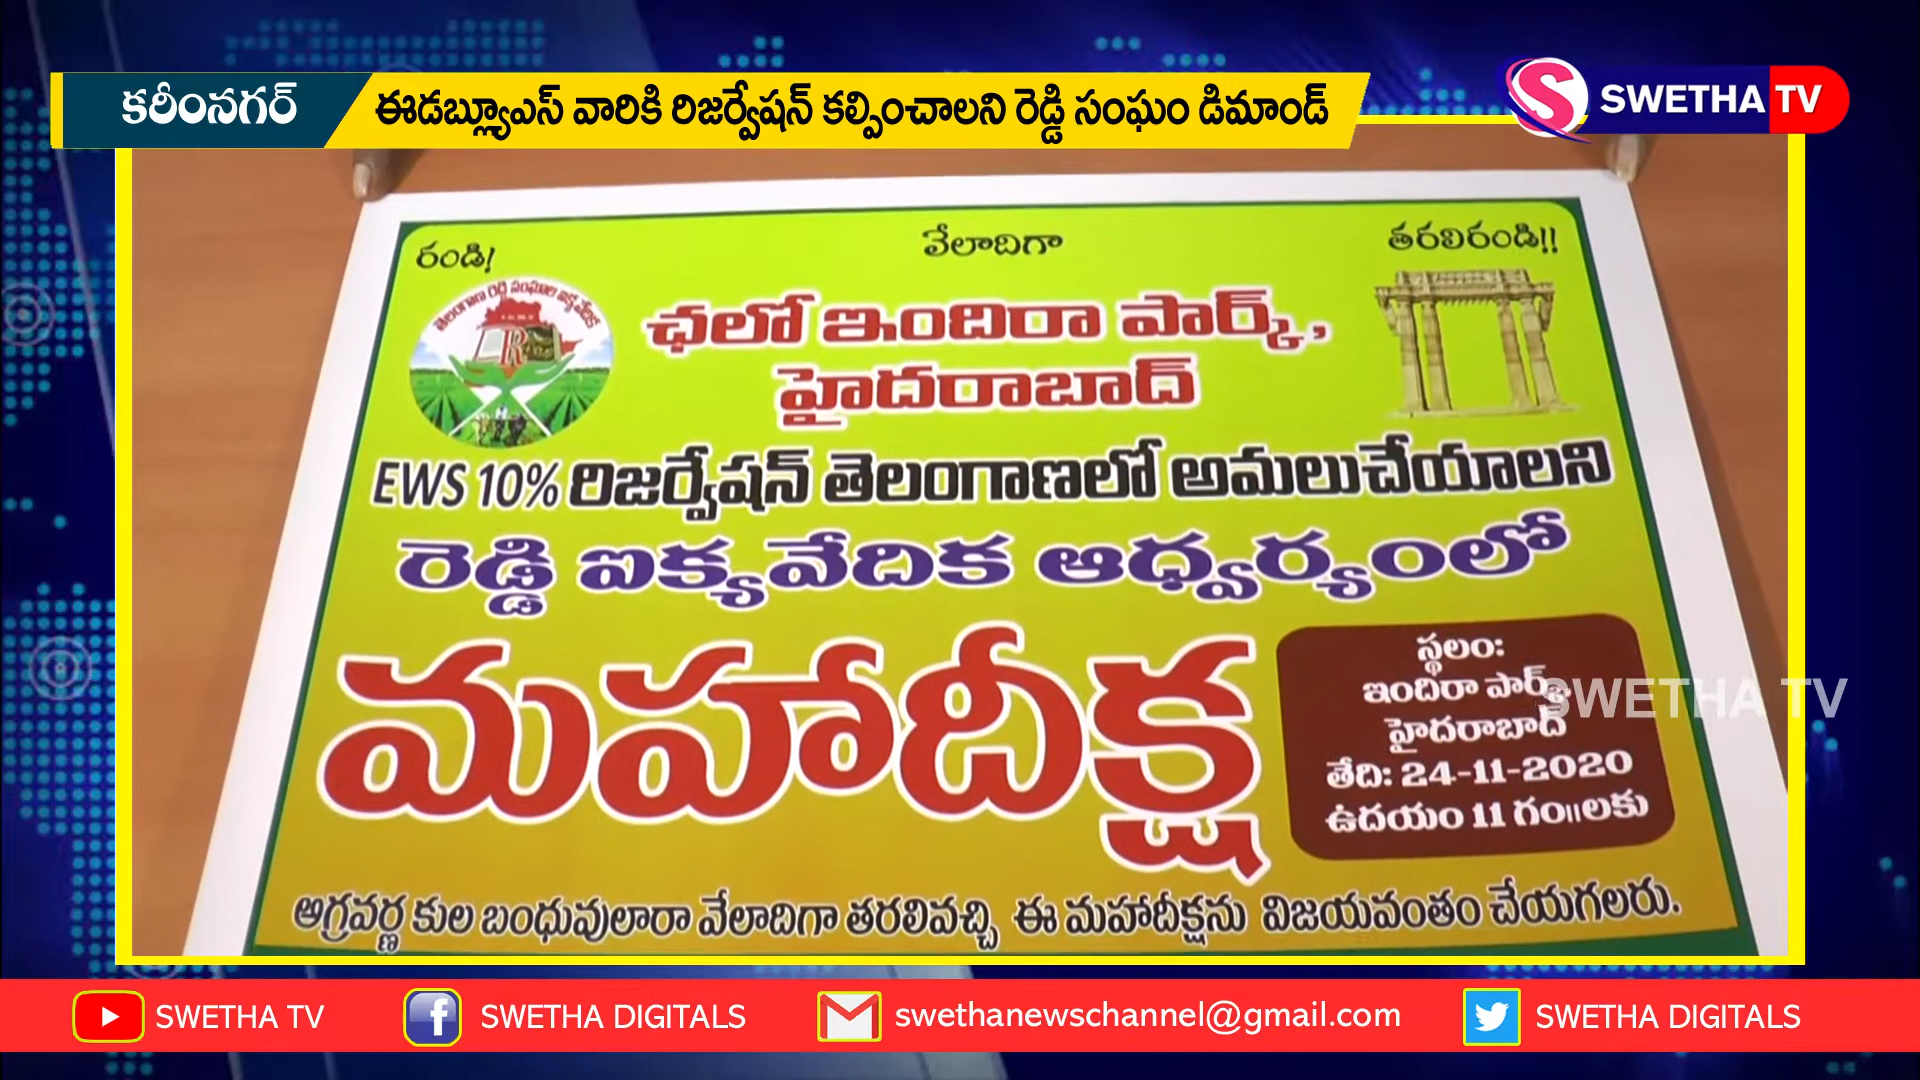 కరీంనగర్
ఈడబ్ల్యూఎస్ వారికి రిజర్వేషన్ కల్పించాలని రెడ్డి సంఘం డిమాండ్
S SWETHA TV
రండి! వేలాదిగా తరలిరండి!!
తెలంగాణ రెడ్డి సంఘాల ఐక్య వేదిక
R
ఛలో ఇందిరా పార్క్,
హైదరాబాద్
EWS 10% రిజర్వేషన్ తెలంగాణలో అమలుచేయాలని
రెడ్డి ఐక్యవేదిక ఆధ్వర్యంలో
మహాదీక్ష
స్థలం:
ఇందిరా పార్క్
హైదరాబాద్
తేది: 24-11-2020
ఉదయం 11 గం॥లకు
SWETHA TV
అగ్రవర్ణ కుల బంధువులారా వేలాదిగా తరలివచ్చి ఈ మహాదీక్షను విజయవంతం చేయగలరు.
SWETHA TV
SWETHA DIGITALS
swethanewschannel@gmail.com
SWETHA DIGITALS